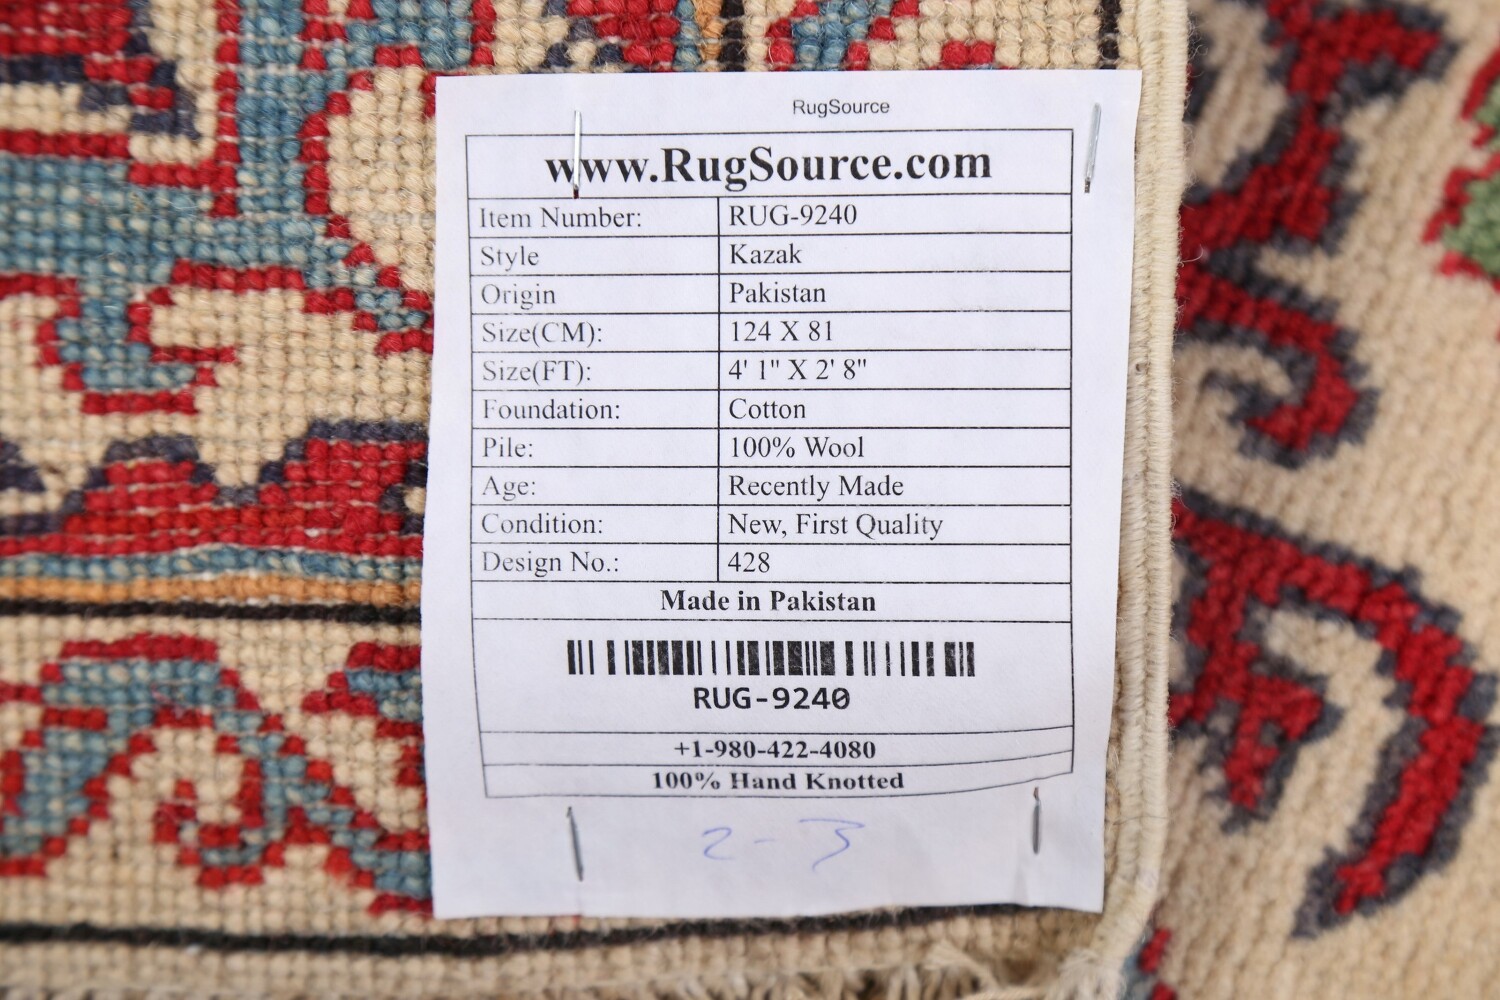 RugSource
www.RugSource.com
Item Number: RUG-9240
Style Kazak
Origin Pakistan
Size(CM): 124 X 81
Size(FT): 4' 1" X 2' 8"
Foundation: Cotton
Pile: 100% Wool
Age: Recently Made
Condition: New, First Quality
Design No.: 428
Made in Pakistan
RUG-9240
+1-980-422-4080
100% Hand Knotted
2-3